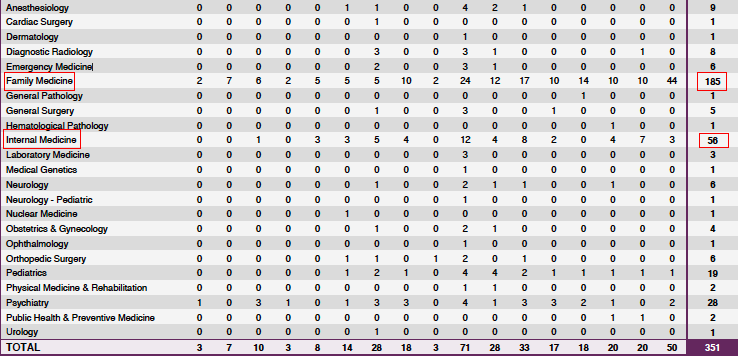 Anesthesiology 0 0 0 0 0 1 1 0 0 4 2 1 0 0 0 0 0 9
Cardiac Surgery 0 0 0 0 0 0 1 0 0 0 0 0 0 0 0 0 0 1
Dermatology 0 0 0 0 0 0 0 0 0 1 0 0 0 0 0 0 0 1
Diagnostic Radiology 0 0 0 0 0 0 3 0 0 3 1 0 0 0 0 1 0 8
Emergency Medicine 0 0 0 0 0 0 2 0 0 3 1 0 0 0 0 0 0 6
Family Medicine 2 7 6 2 5 5 5 10 2 24 12 17 10 14 10 10 44 185
General Pathology 0 0 0 0 0 0 0 0 0 0 0 0 0 1 0 0 0 1
General Surgery 0 0 0 0 0 0 1 0 0 3 0 0 1 0 0 0 0 5
Hematological Pathology 0 0 0 0 0 0 0 0 0 0 0 0 0 0 1 0 0 1
Internal Medicine 0 0 1 0 3 3 5 4 0 12 4 8 2 0 4 7 3 56
Laboratory Medicine 0 0 0 0 0 0 0 0 0 3 0 0 0 0 0 0 0 3
Medical Genetics 0 0 0 0 0 0 0 0 0 1 0 0 0 0 0 0 0 1
Neurology 0 0 0 0 0 0 1 0 0 2 1 1 0 0 1 0 0 6
Neurology - Pediatric 0 0 0 0 0 0 0 0 0 1 0 0 0 0 0 0 0 1
Nuclear Medicine 0 0 0 0 0 1 0 0 0 0 0 0 0 0 0 0 0 1
Obstetrics & Gynecology 0 0 0 0 0 0 1 0 0 2 1 0 0 0 0 0 0 4
Ophthalmology 0 0 0 0 0 0 0 0 0 1 0 0 0 0 0 0 0 1
Orthopedic Surgery 0 0 0 0 0 1 1 0 1 2 0 1 0 0 0 0 0 6
Pediatrics 0 0 0 0 0 1 2 1 0 4 4 2 1 1 1 1 1 19
Physical Medicine & Rehabilitation 0 0 0 0 0 0 0 0 0 1 1 0 0 0 0 0 0 2
Psychiatry 1 0 3 1 0 1 3 3 0 4 1 3 3 2 1 0 2 28
Public Health & Preventive Medicine 0 0 0 0 0 0 0 0 0 0 0 0 0 0 1 1 0 2
Urology 0 0 0 0 0 0 1 0 0 0 0 0 0 0 0 0 0 1
TOTAL 3 7 10 3 8 14 28 18 3 71 28 33 17 18 20 20 50 351